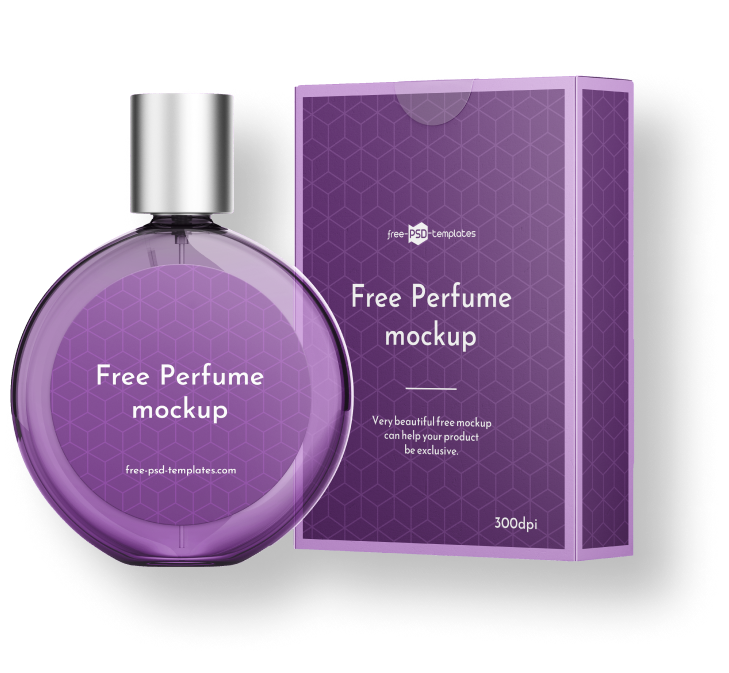 Free Perfume
mockup
free-psd-templates.com
free-PSD-templates
Free Perfume
mockup
Very beautiful free mockup
can help your product
be exclusive.
300dpi